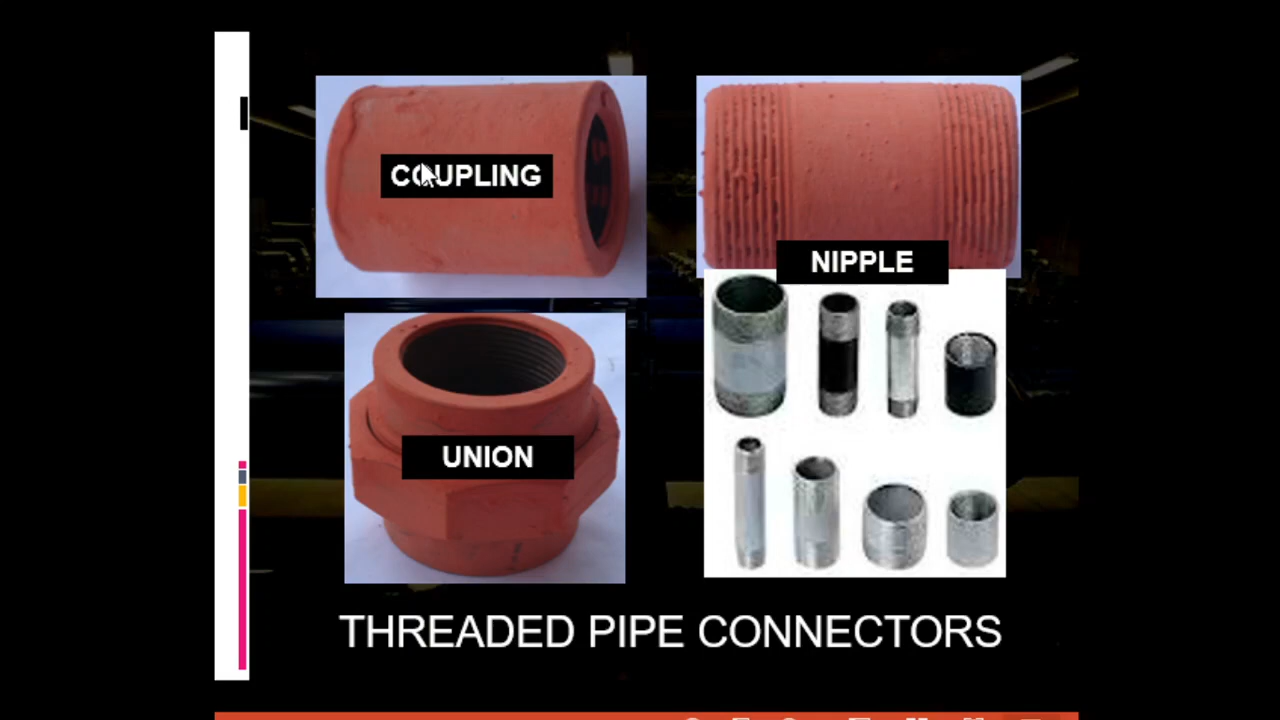 COUPLING
NIPPLE
UNION
THREADED PIPE CONNECTORS